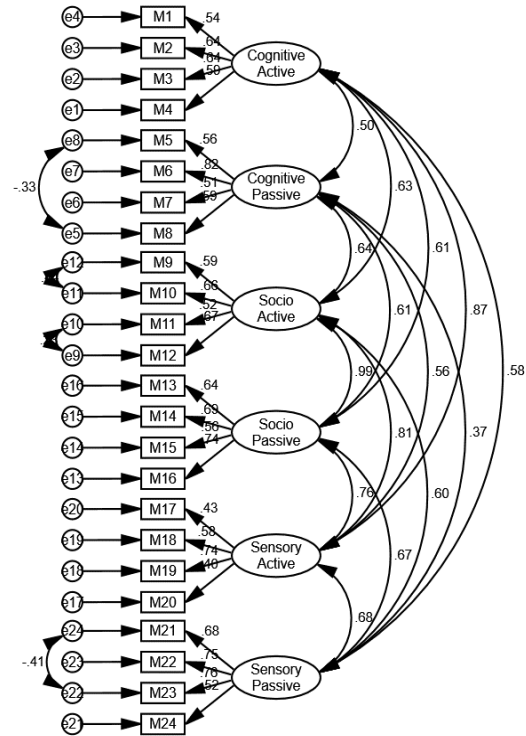 e4 M1 .54
e3 M2 .64
e2 M3 .64
e1 M4 .59
Cognitive
Active
.50
e8 M5 .56
e7 M6 .82
e6 M7 .51
e5 M8 .59
-.33
Cognitive
Passive
.63
.64
.61
e12 M9 .59
e11 M10 .66
e10 M11 .52
e9 M12 .67
Socio
Active
.61
.87
.58
.99
.56
e16 M13 .64
e15 M14 .69
e14 M15 .56
e13 M16 .74
Socio
Passive
.81
.37
.76
.60
e20 M17 .43
e19 M18 .58
e18 M19 .74
e17 M20
Sensory
Active
.67
.68
e24 M21 .68
e23 M22 .75
e22 M23 .76
e21 M24 .52
-.41
Sensory
Passive